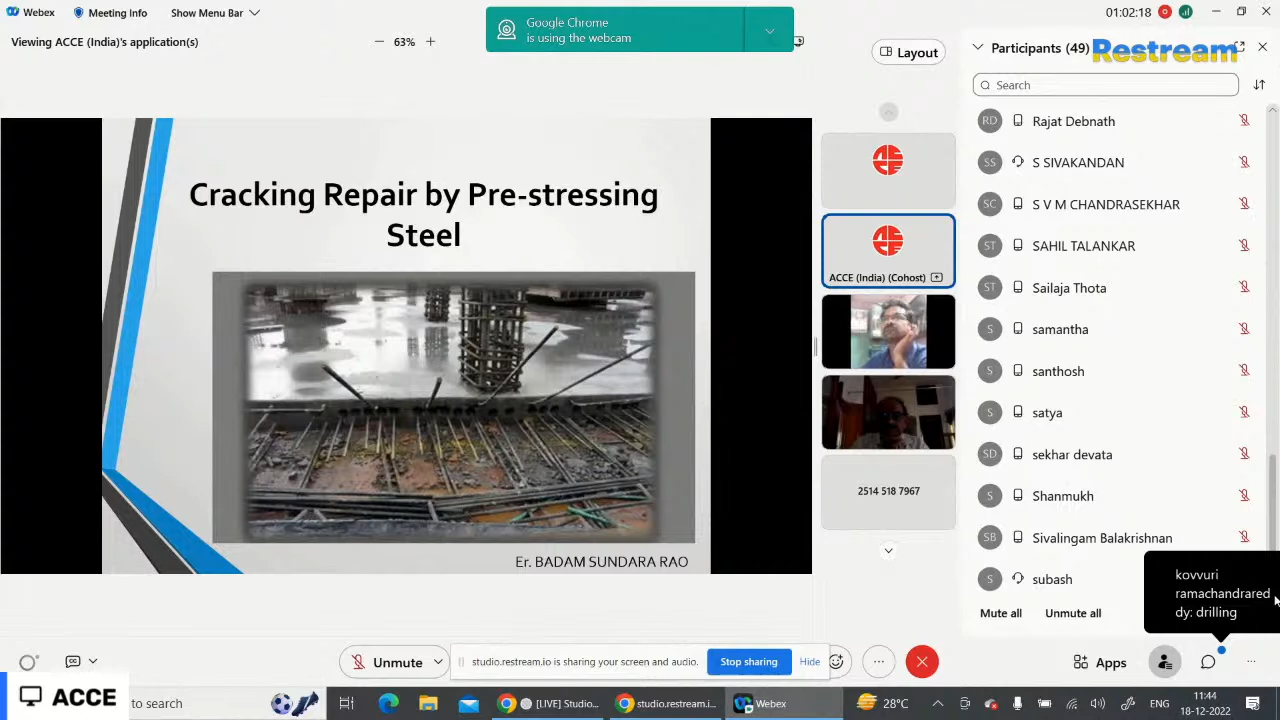 Webex
Meeting Info
Show Menu Bar
Google Chrome
is using the webcam
01:02:18
Viewing ACCE (India)'s application(s)
63%
Layout
Participants (49)
Restream
Search
Cracking Repair by Pre-stressing
Steel
Er. BADAM SUNDARA RAO
ACCE (India) (Cohost)
2514 518 7967
RD Rajat Debnath
SS S SIVAKANDAN
SC S V M CHANDRASEKHAR
ST SAHIL TALANKAR
ST Sailaja Thota
S samantha
S santhosh
S satya
SD sekhar devata
S Shanmukh
SB Sivalingam Balakrishnan
S subash
kovvuri
ramachandrared
dy: drilling
Mute all
Unmute all
CC
Unmute
studio.restream.io is sharing your screen and audio.
Stop sharing
Hide
Apps
ACCE
to search
[LIVE] Studio...
studio.restream.i...
Webex
28°C
ENG
11:44
18-12-2022